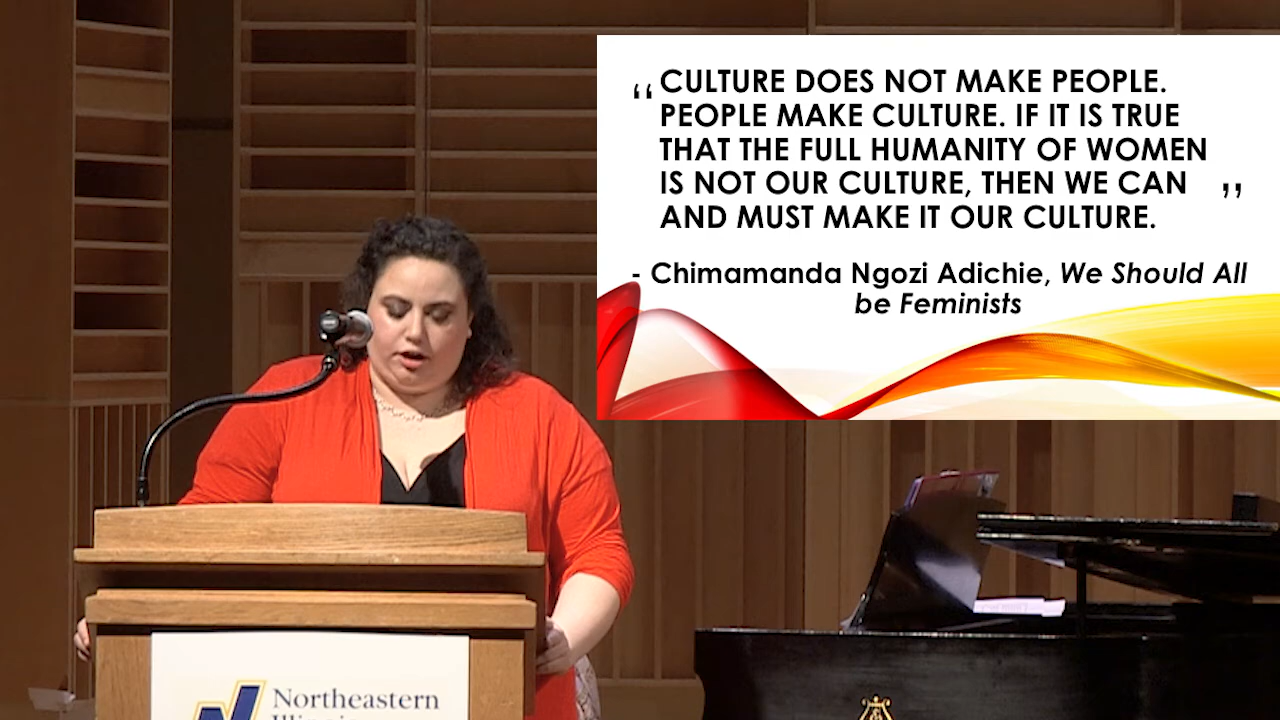 “CULTURE DOES NOT MAKE PEOPLE.
PEOPLE MAKE CULTURE. IF IT IS TRUE
THAT THE FULL HUMANITY OF WOMEN
IS NOT OUR CULTURE, THEN WE CAN
AND MUST MAKE IT OUR CULTURE.”
- Chimamanda Ngozi Adichie, We Should All
be Feminists
Northeastern
Illinois